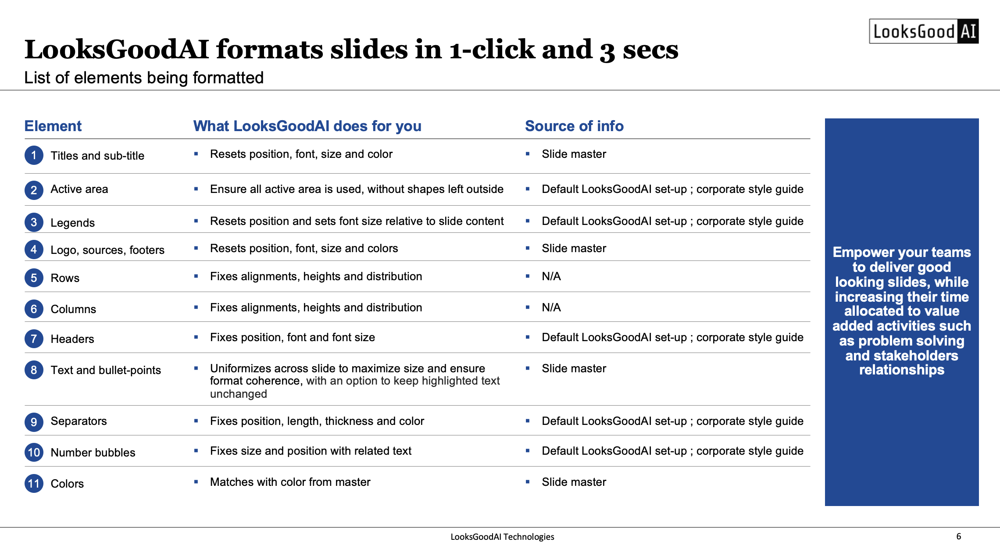 LooksGoodAI
LooksGoodAI formats slides in 1-click and 3 secs
List of elements being formatted
Element
What LooksGoodAI does for you
Source of info
1 Titles and sub-title
▪ Resets position, font, size and color
▪ Slide master
2 Active area
▪ Ensure all active area is used, without shapes left outside
▪ Default LooksGoodAI set-up ; corporate style guide
3 Legends
▪ Resets position and sets font size relative to slide content
▪ Default LooksGoodAI set-up ; corporate style guide
4 Logo, sources, footers
▪ Resets position, font, size and colors
▪ Slide master
5 Rows
▪ Fixes alignments, heights and distribution
▪ N/A
6 Columns
▪ Fixes alignments, heights and distribution
▪ N/A
7 Headers
▪ Fixes position, font and font size
▪ Default LooksGoodAI set-up ; corporate style guide
8 Text and bullet-points
▪ Uniformizes across slide to maximize size and ensure
format coherence, with an option to keep highlighted text
unchanged
▪ Slide master
9 Separators
▪ Fixes position, length, thickness and color
▪ Default LooksGoodAI set-up ; corporate style guide
10 Number bubbles
▪ Fixes size and position with related text
▪ Default LooksGoodAI set-up ; corporate style guide
11 Colors
▪ Matches with color from master
▪ Slide master
Empower your teams
to deliver good
looking slides, while
increasing their time
allocated to value
added activities such
as problem solving
and stakeholders
relationships
LooksGoodAI Technologies
6